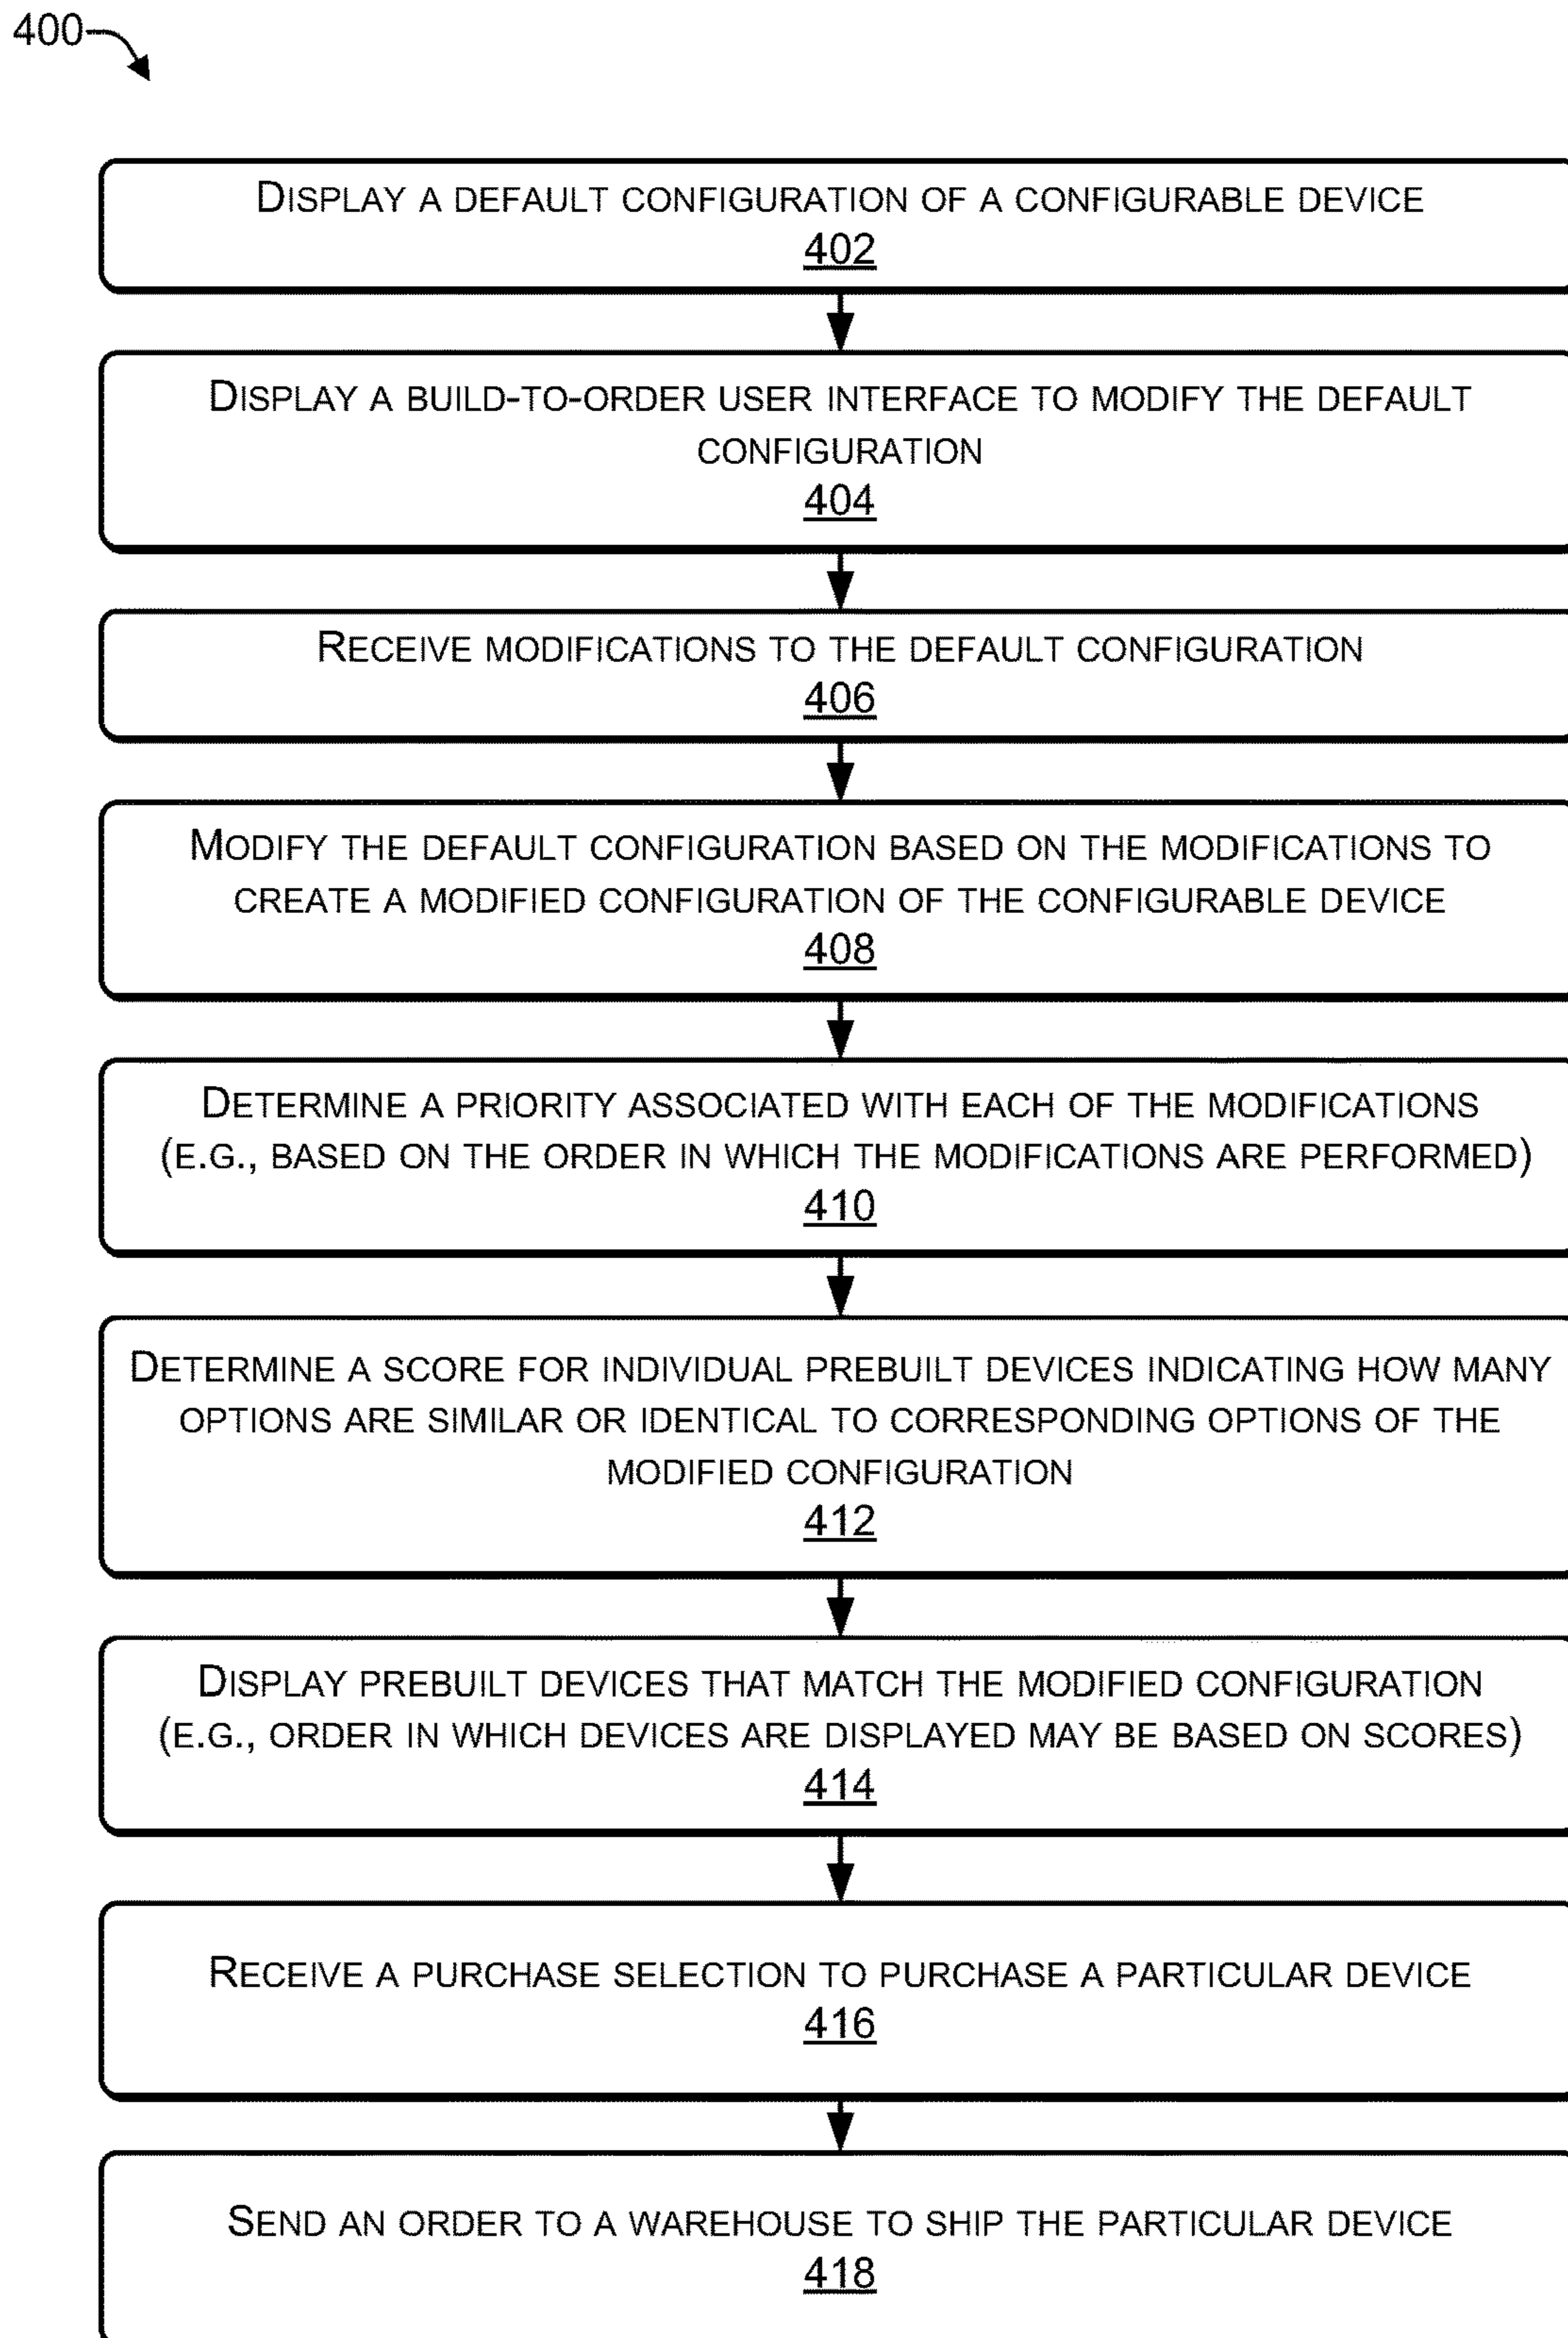 400
DISPLAY A DEFAULT CONFIGURATION OF A CONFIGURABLE DEVICE
402
DISPLAY A BUILD-TO-ORDER USER INTERFACE TO MODIFY THE DEFAULT
CONFIGURATION
404
RECEIVE MODIFICATIONS TO THE DEFAULT CONFIGURATION
406
MODIFY THE DEFAULT CONFIGURATION BASED ON THE MODIFICATIONS TO
CREATE A MODIFIED CONFIGURATION OF THE CONFIGURABLE DEVICE
408
DETERMINE A PRIORITY ASSOCIATED WITH EACH OF THE MODIFICATIONS
(E.G., BASED ON THE ORDER IN WHICH THE MODIFICATIONS ARE PERFORMED)
410
DETERMINE A SCORE FOR INDIVIDUAL PREBUILT DEVICES INDICATING HOW MANY
OPTIONS ARE SIMILAR OR IDENTICAL TO CORRESPONDING OPTIONS OF THE
MODIFIED CONFIGURATION
412
DISPLAY PREBUILT DEVICES THAT MATCH THE MODIFIED CONFIGURATION
(E.G., ORDER IN WHICH DEVICES ARE DISPLAYED MAY BE BASED ON SCORES)
414
RECEIVE A PURCHASE SELECTION TO PURCHASE A PARTICULAR DEVICE
416
SEND AN ORDER TO A WAREHOUSE TO SHIP THE PARTICULAR DEVICE
418